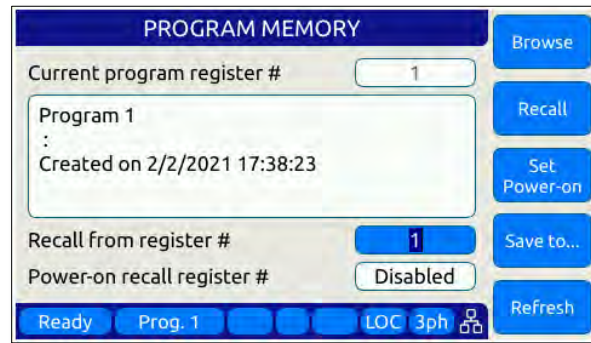 PROGRAM MEMORY
Current program register # 1
Program 1
:
Created on 2/2/2021 17:38:23
Recall from register # 1
Power-on recall register # Disabled
Ready Prog. 1 LOC 3ph
Browse
Recall
Set
Power-on
Save to...
Refresh